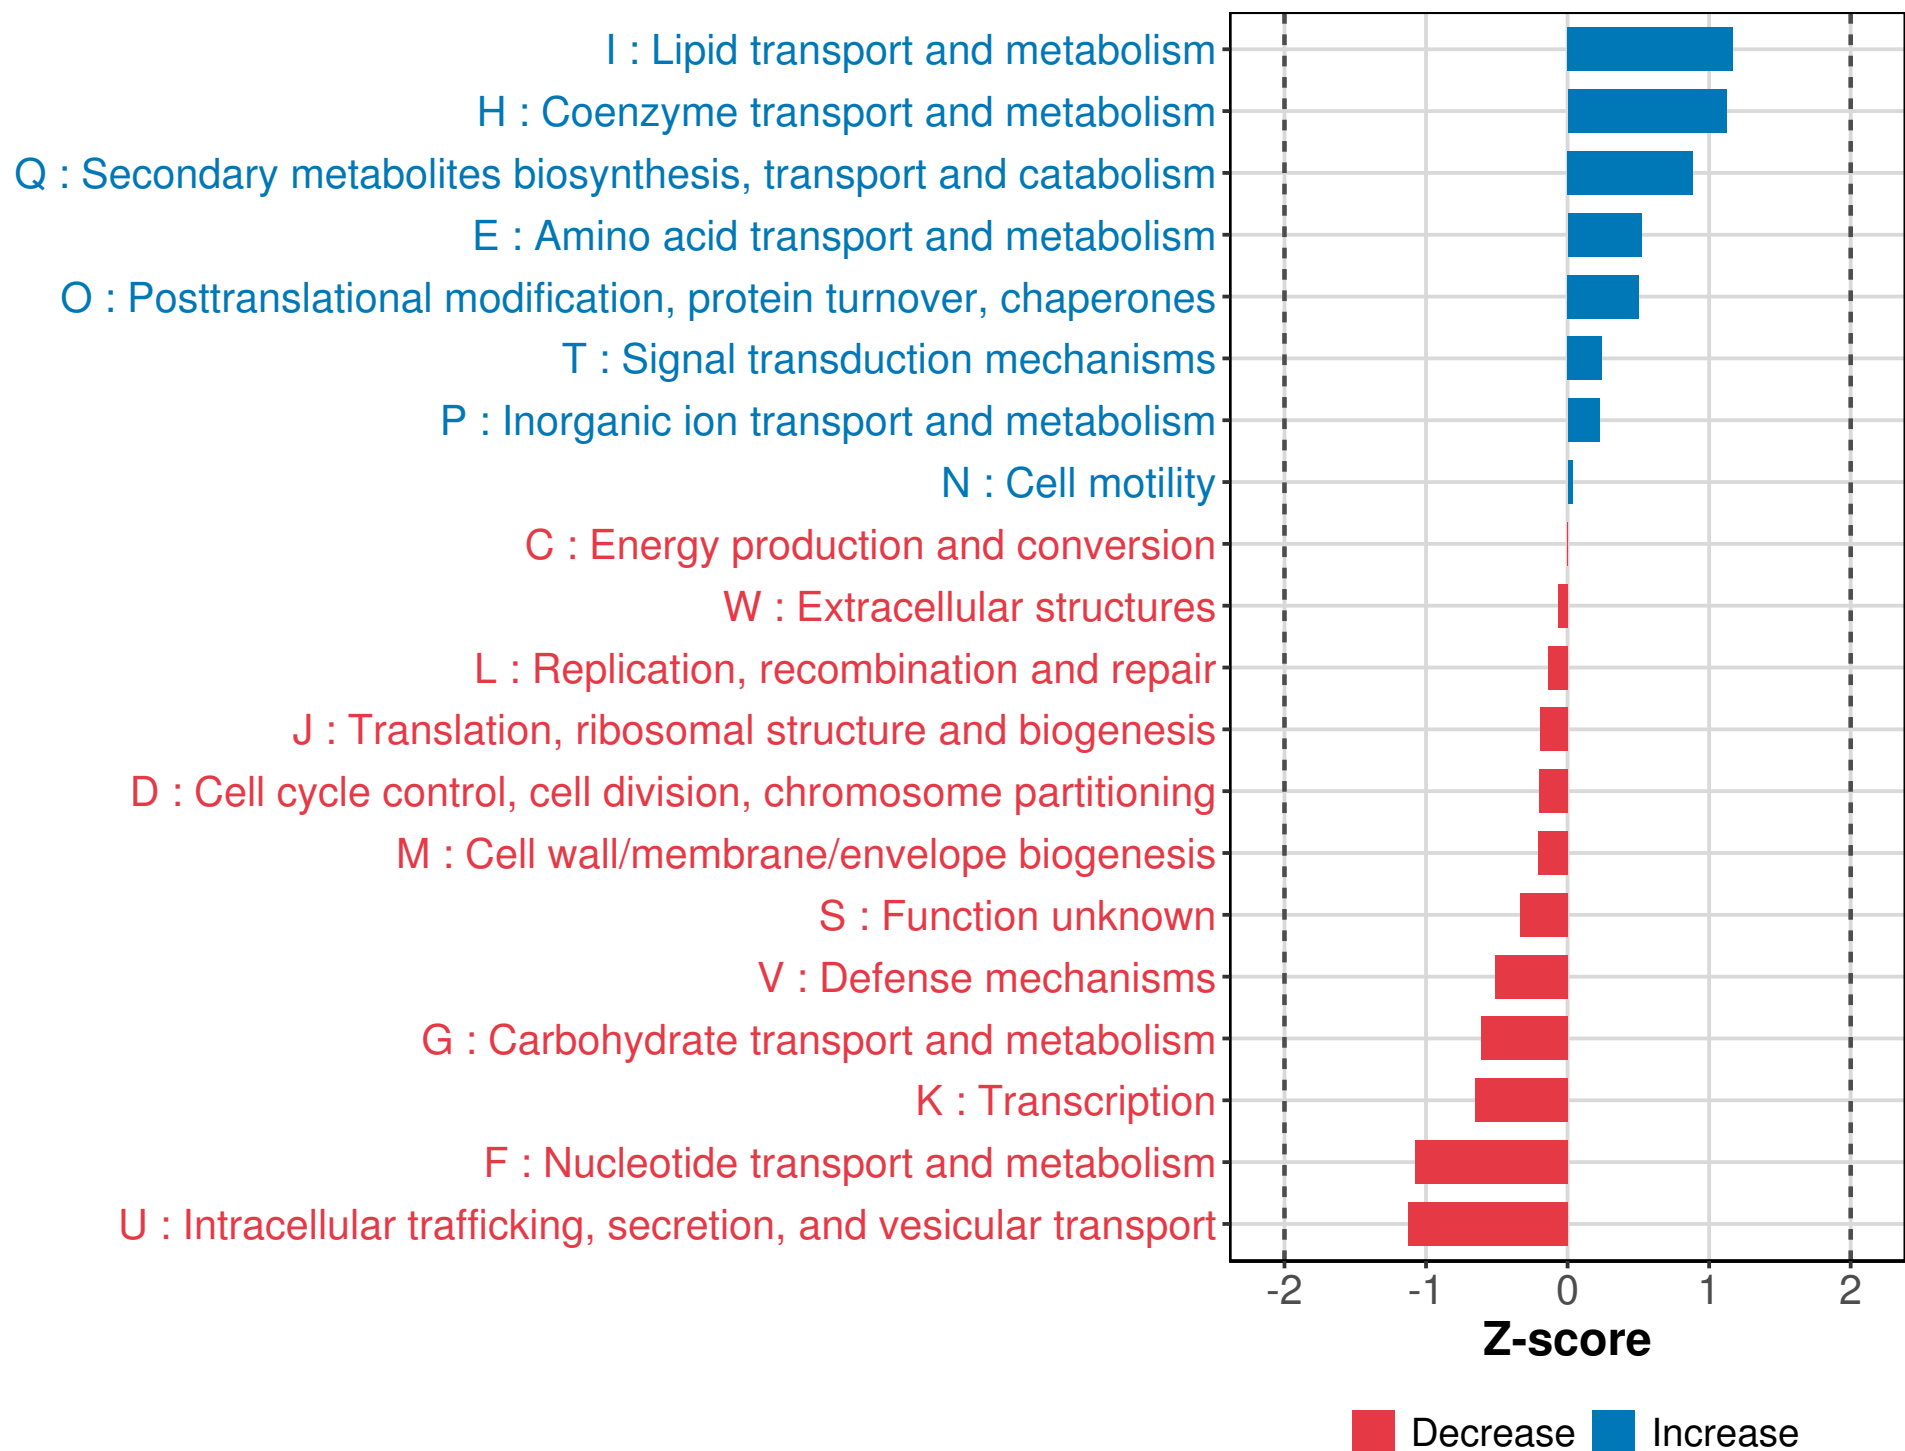 I : Lipid transport and metabolism
H : Coenzyme transport and metabolism
Q : Secondary metabolites biosynthesis, transport and catabolism
E : Amino acid transport and metabolism
O : Posttranslational modification, protein turnover, chaperones
T : Signal transduction mechanisms
P : Inorganic ion transport and metabolism
N : Cell motility
C : Energy production and conversion
W : Extracellular structures
L : Replication, recombination and repair
J : Translation, ribosomal structure and biogenesis
D : Cell cycle control, cell division, chromosome partitioning
M : Cell wall/membrane/envelope biogenesis
S : Function unknown
V : Defense mechanisms
G : Carbohydrate transport and metabolism
K : Transcription
F : Nucleotide transport and metabolism
U : Intracellular trafficking, secretion, and vesicular transport
-2 -1 0 1 2
Z-score
Decrease Increase